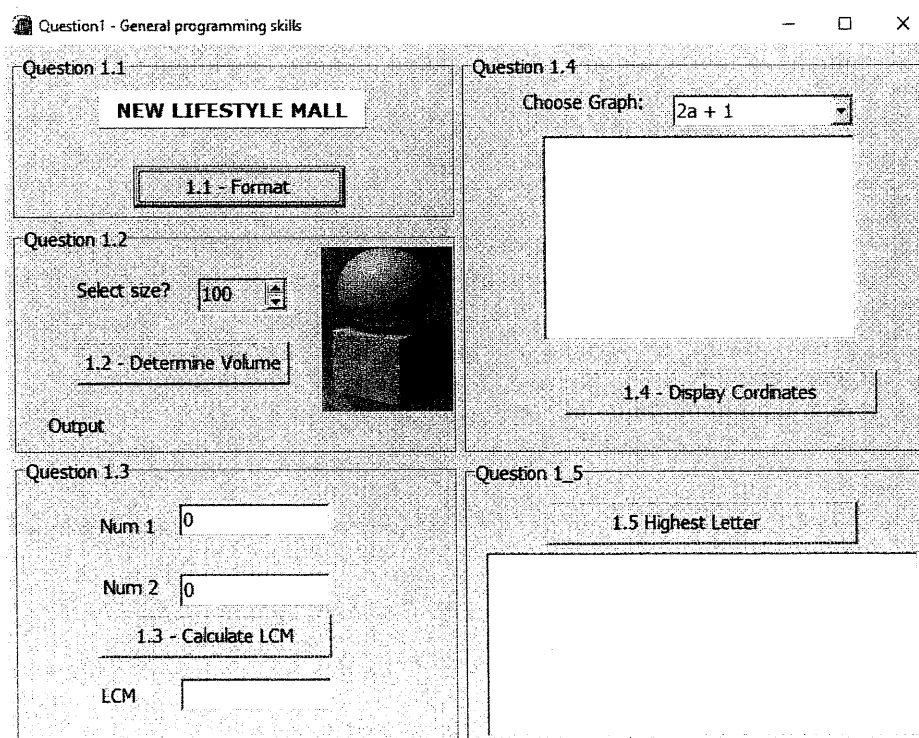 Question1 - General programming skills
Question 1.1
NEW LIFESTYLE MALL
1.1 - Format
Question 1.2
Select size?
100
1.2 - Determine Volume
Output
Question 1.3
Num 1
0
Num 2
0
1.3 - Calculate LCM
LCM
Question 1.4
Choose Graph:
2a + 1
1.4 - Display Cordinates
Question 1_5
1.5 Highest Letter